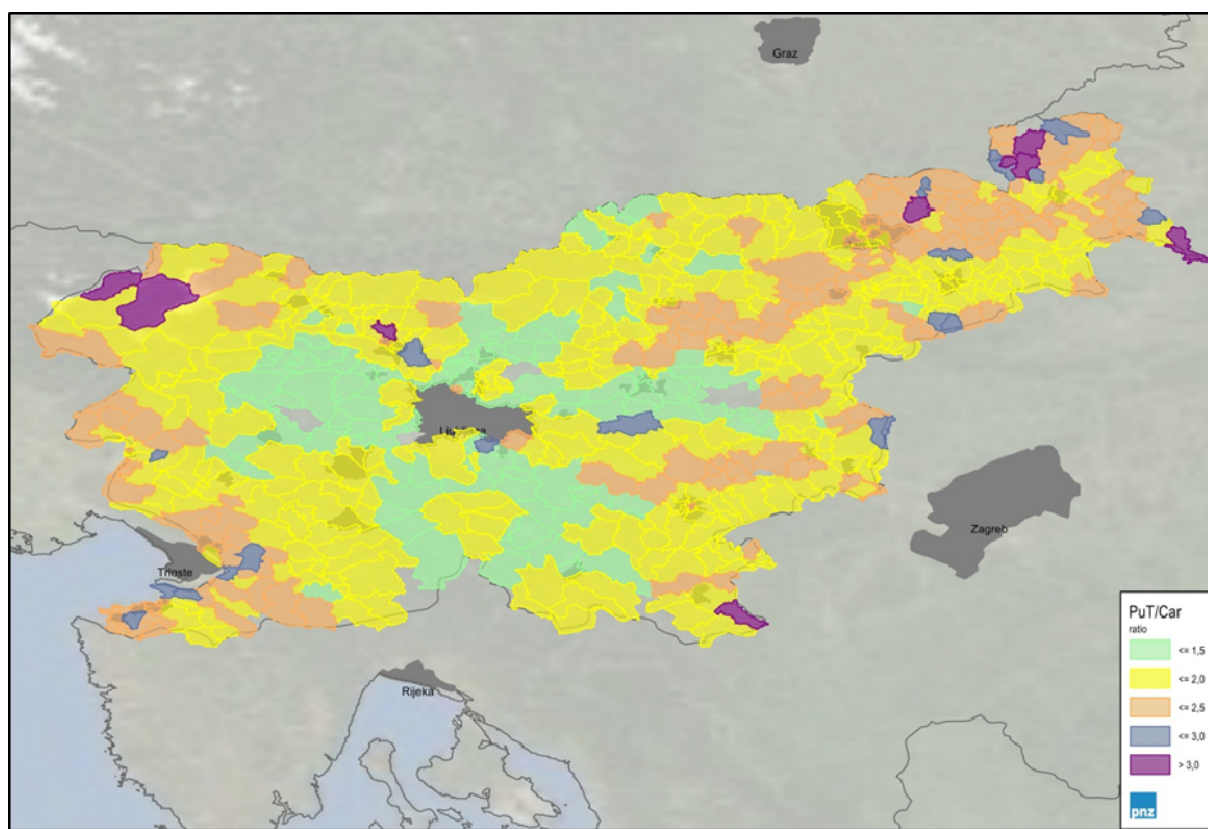 Graz
Zagreb
Trieste
Rijeka
PuT/Car
ratio
<= 1,5
<= 2,0
<= 2,5
<= 3,0
> 3,0
pnz